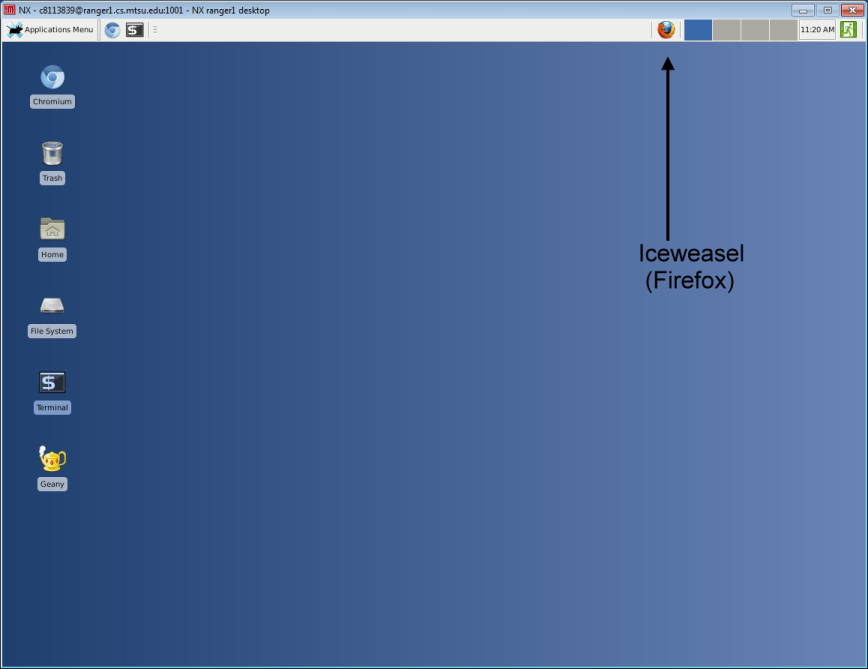 NX - c8113839@ranger1.cs.mtsu.edu:1001 - NX ranger1 desktop
Applications Menu
11:20 AM
Chromium
Trash
Iceweasel
(Firefox)
Home
File System
Terminal
Geany